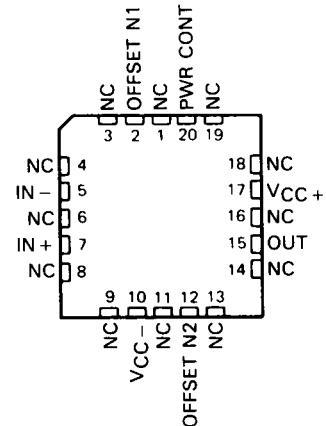 NC
OFFSET N1
NC
PWR CONT
NC
3 2 1 20 19
NC 4
IN − 5
NC 6
IN + 7
NC 8
18 NC
17 VCC +
16 NC
15 OUT
14 NC
9 10 11 12 13
NC
VCC −
NC
OFFSET N2
NC